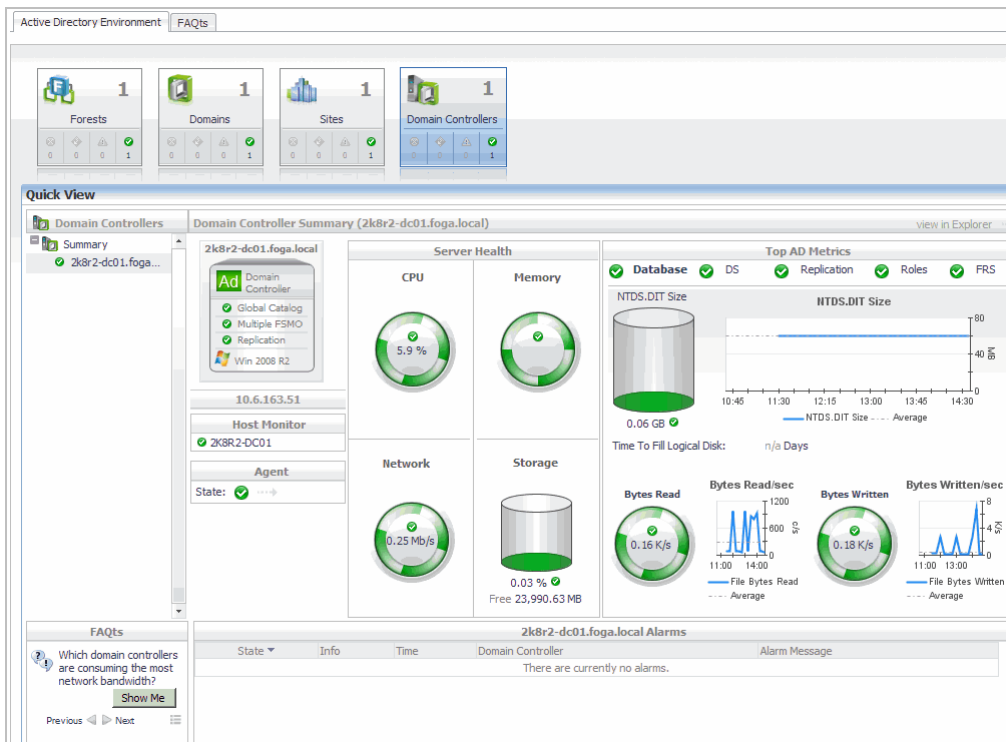 Active Directory Environment
FAQts
1
Forests
0 0 0 1
1
Domains
0 0 0 1
1
Sites
0 0 0 1
1
Domain Controllers
0 0 0 1
Quick View
Domain Controllers
Summary
2k8r2-dc01.foga...
Domain Controller Summary (2k8r2-dc01.foga.local)
view in Explorer
2k8r2-dc01.foga.local
Ad
Domain
Controller
Global Catalog
Multiple FSMO
Replication
Win 2008 R2
10.6.163.51
Host Monitor
2K8R2-DC01
Agent
State:
Server Health
CPU
5.9 %
Memory
Network
0.25 Mb/s
Storage
0.03 %
Free 23,990.63 MB
Top AD Metrics
Database DS Replication Roles FRS
NTDS.DIT Size
0.06 GB
NTDS.DIT Size
80
40
0
MB
10:45 11:30 12:15 13:00 13:45 14:30
NTDS.DIT Size Average
Time To Fill Logical Disk: n/a Days
Bytes Read
0.16 K/s
Bytes Read/sec
1200
600
0
c/s
11:00 14:00
File Bytes Read
Average
Bytes Written
0.18 K/s
Bytes Written/sec
8
4
0
K/s
11:00 13:00
File Bytes Written
Average
FAQts
Which domain controllers
are consuming the most
network bandwidth?
Show Me
Previous Next
2k8r2-dc01.foga.local Alarms
State Info Time Domain Controller Alarm Message
There are currently no alarms.